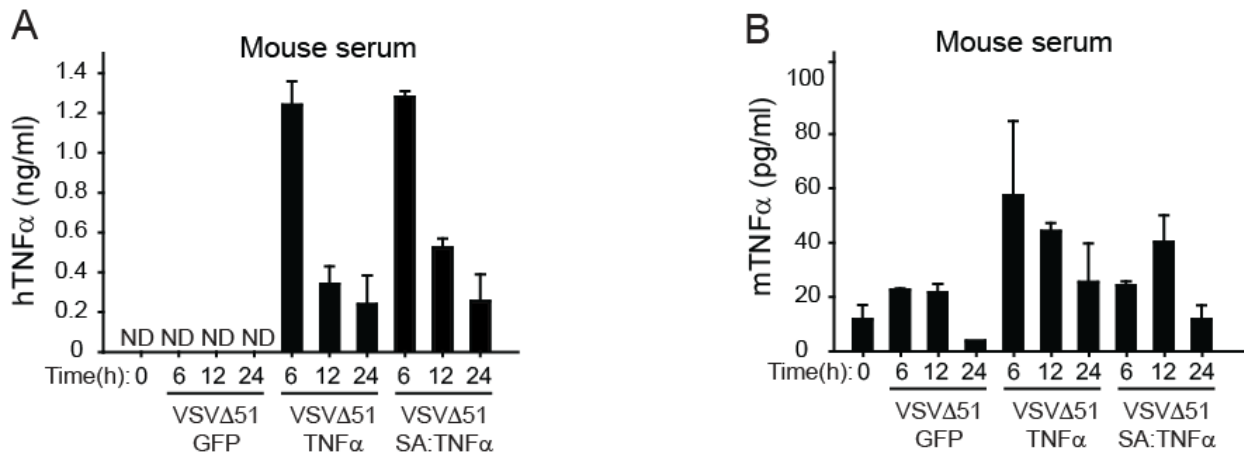 A
Mouse serum
hTNFα (ng/ml)
1.4
1.2
1.0
0.8
0.6
0.4
0.2
0
ND ND ND ND
Time(h): 0 6 12 24 6 12 24 6 12 24
VSVΔ51 VSVΔ51 VSVΔ51
GFP TNFα SA:TNFα
B
Mouse serum
mTNFα (pg/ml)
100
80
60
40
20
0
Time(h): 0 6 12 24 6 12 24 6 12 24
VSVΔ51 VSVΔ51 VSVΔ51
GFP TNFα SA:TNFα